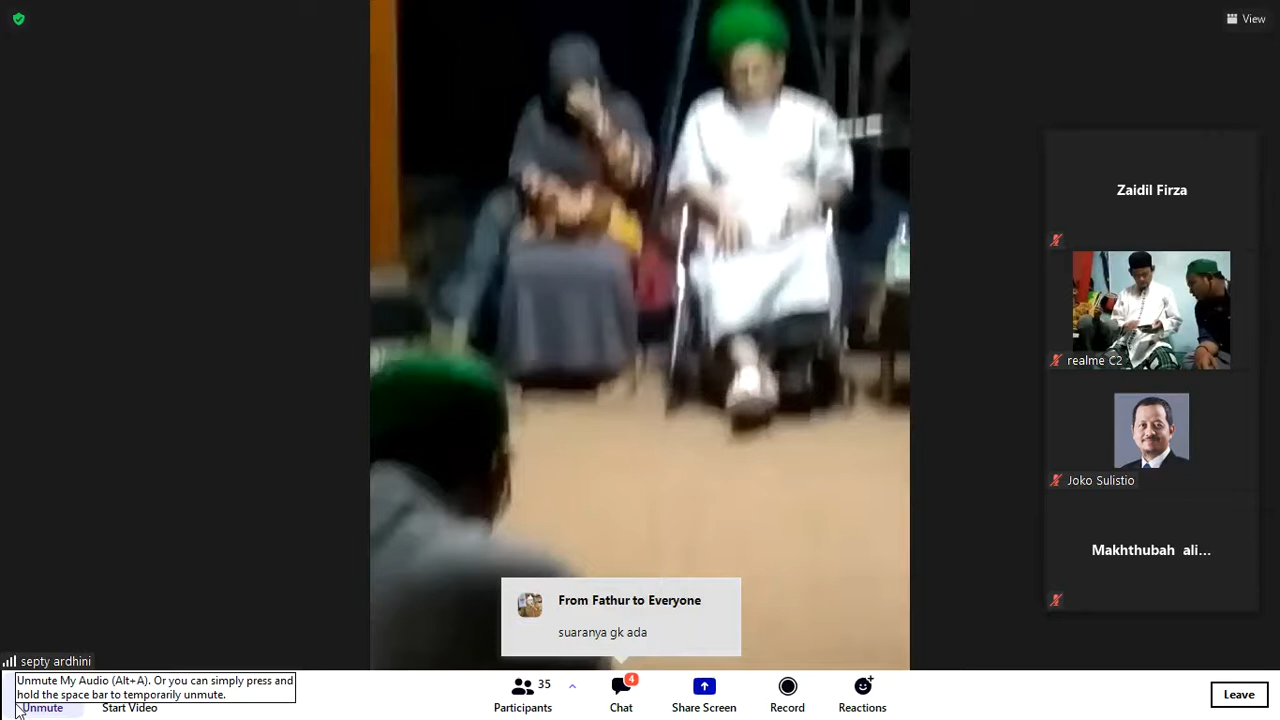 View
Zaidil Firza
realme C2
Joko Sulistio
Makhthubah ali...
From Fathur to Everyone
suaranya gk ada
septy ardhini
Unmute My Audio (Alt+A). Or you can simply press and
hold the space bar to temporarily unmute.
Unmute
Start Video
35
Participants
4
Chat
Share Screen
Record
Reactions
Leave